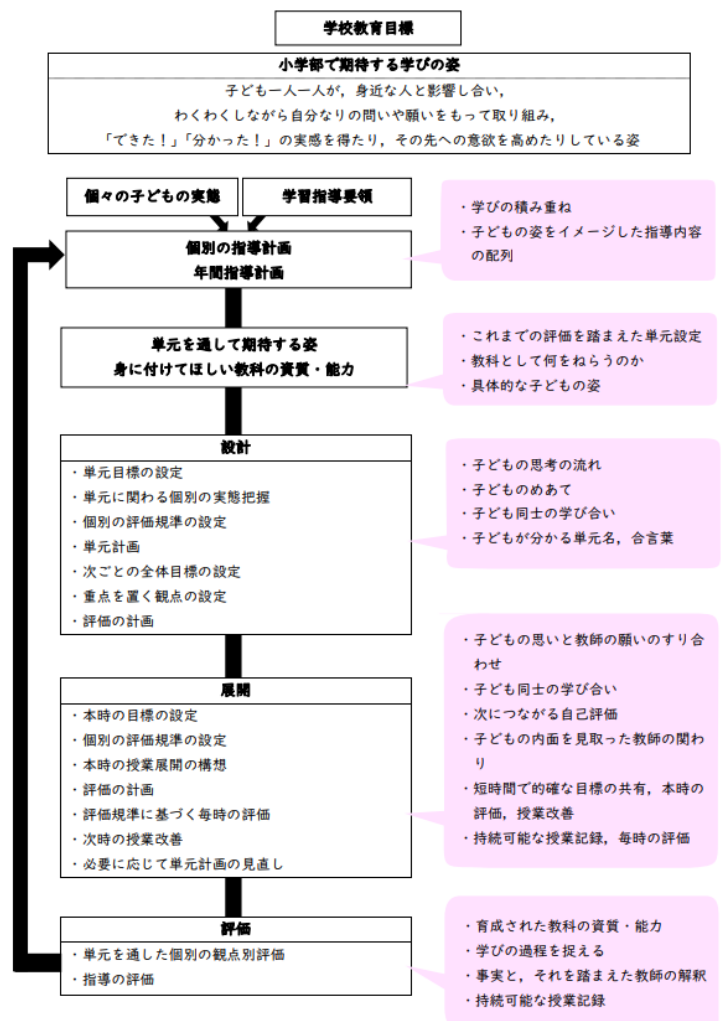 学校教育目標
小学部で期待する学びの姿
子ども一人一人が，身近な人と影響し合い，
わくわくしながら自分なりの問いや願いをもって取り組み，
「できた！」「分かった！」の実感を得たり，その先への意欲を高めたりしている姿
個々の子どもの実態
学習指導要領
個別の指導計画
年間指導計画
・学びの積み重ね
・子どもの姿をイメージした指導内容
の配列
単元を通して期待する姿
身に付けてほしい教科の資質・能力
・これまでの評価を踏まえた単元設定
・教科として何をねらうのか
・具体的な子どもの姿
設計
・単元目標の設定
・単元に関わる個別の実態把握
・個別の評価規準の設定
・単元計画
・次ごとの全体目標の設定
・重点を置く観点の設定
・評価の計画
・子どもの思考の流れ
・子どものめあて
・子ども同士の学び合い
・子どもが分かる単元名，合言葉
展開
・本時の目標の設定
・個別の評価規準の設定
・本時の授業展開の構想
・評価の計画
・評価規準に基づく毎時の評価
・次時の授業改善
・必要に応じて単元計画の見直し
・子どもの思いと教師の願いのすり合
わせ
・子ども同士の学び合い
・次につながる自己評価
・子どもの内面を見取った教師の関わ
り
・短時間で的確な目標の共有，本時の
評価，授業改善
・持続可能な授業記録，毎時の評価
評価
・単元を通した個別の観点別評価
・指導の評価
・育成された教科の資質・能力
・学びの過程を捉える
・事実と，それを踏まえた教師の解釈
・持続可能な授業記録